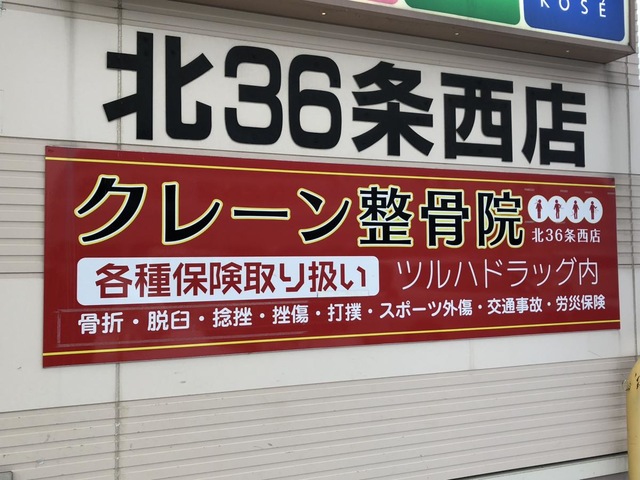 KOSÉ
北36条西店
クレーン整骨院
北36条西店
各種保険取り扱い ツルハドラッグ内
骨折・脱臼・捻挫・挫傷・打撲・スポーツ外傷・交通事故・労災保険